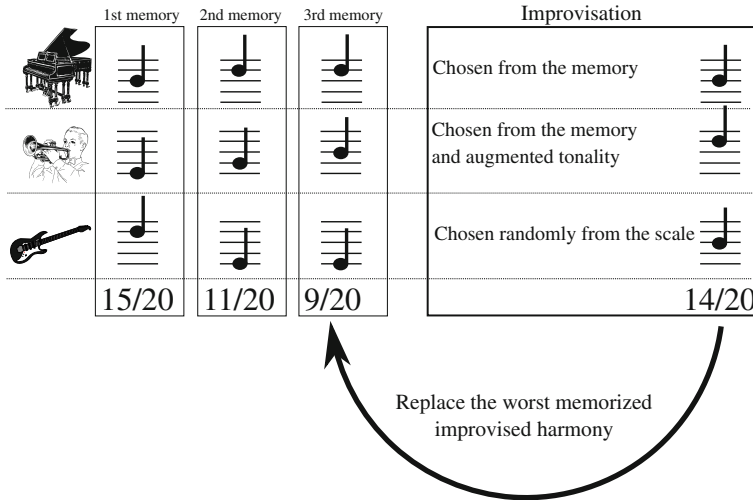 1st memory 2nd memory 3rd memory Improvisation
Chosen from the memory
Chosen from the memory
and augmented tonality
Chosen randomly from the scale
15/20 11/20 9/20 14/20
Replace the worst memorized
improvised harmony